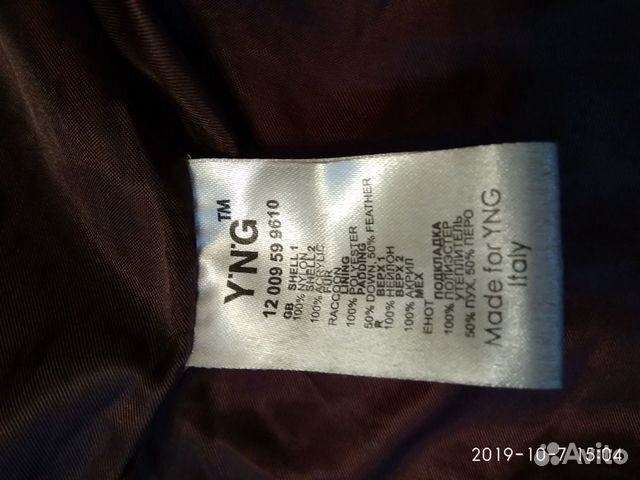 Y.N.G™
12 009 59 9610
GB SHELL 1
100% NYLON
SHELL 2
100% ACRYLIC
FUR
RACCOON
LINING
100% POLYESTER
PADDING
50% DOWN, 50% FEATHER
R ВЕРХ 1
100% НЕЙЛОН
ВЕРХ 2
100% АКРИЛ
МЕХ
ЕНОТ
ПОДКЛАДКА
100% ПОЛИЭСТЕР
УТЕПЛИТЕЛЬ
50% ПУХ, 50% ПЕРО
Made for YNG
Italy
2019-10-7 15:04
Avito